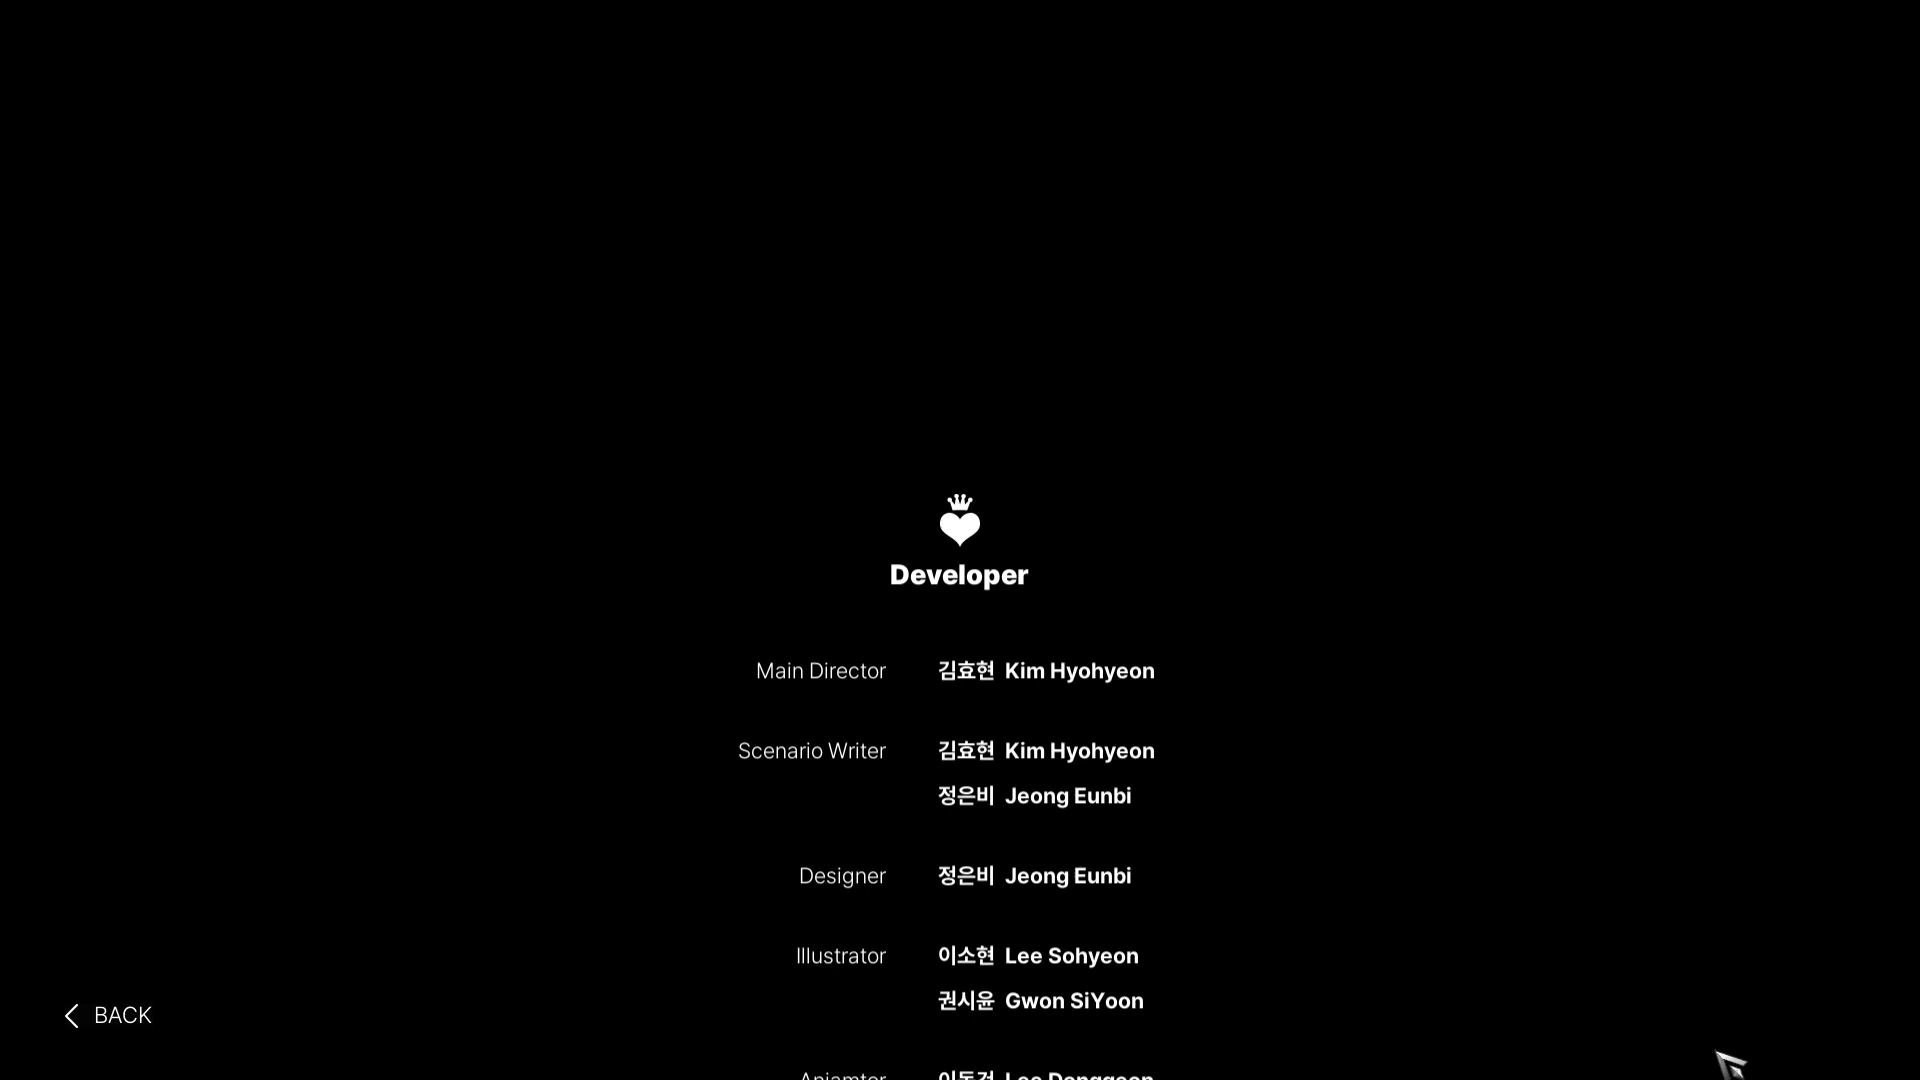 Developer
Main Director 김효현 Kim Hyohyeon
Scenario Writer 김효현 Kim Hyohyeon
정은비 Jeong Eunbi
Designer 정은비 Jeong Eunbi
Illustrator 이소현 Lee Sohyeon
권시윤 Gwon SiYoon
BACK